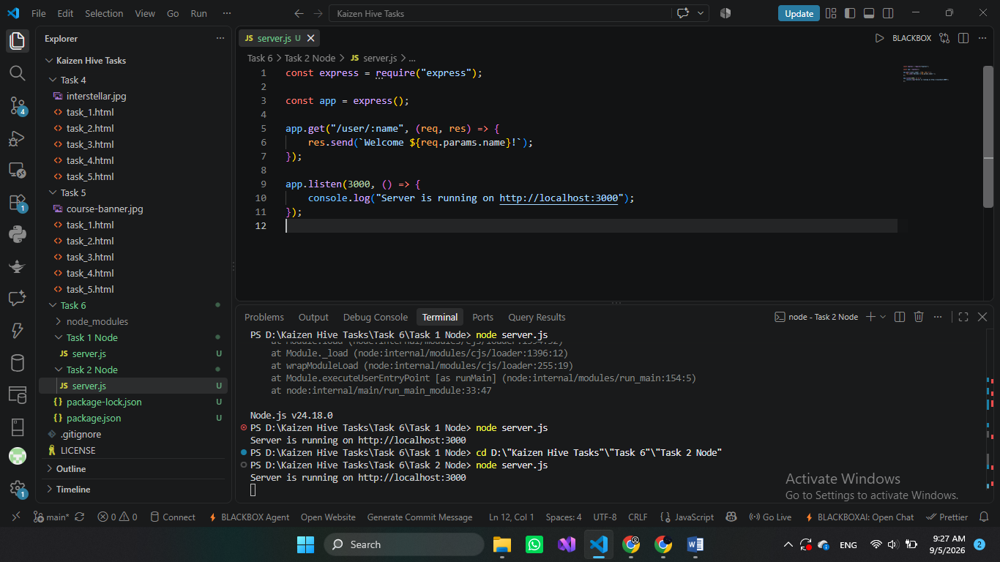 File Edit Selection View Go Run ···
Kaizen Hive Tasks
Update
Explorer ···
Kaizen Hive Tasks
Task 4
interstellar.jpg
<> task_1.html
<> task_2.html
<> task_3.html
<> task_4.html
<> task_5.html
Task 5
course-banner.jpg
<> task_1.html
<> task_2.html
<> task_3.html
<> task_4.html
<> task_5.html
Task 6
node_modules
Task 1 Node
JS server.js U
Task 2 Node
JS server.js U
{} package-lock.json U
{} package.json U
.gitignore
LICENSE
Outline
Timeline
4
1
1
JS server.js U
BLACKBOX ···
Task 6 > Task 2 Node > JS server.js > ...
1 const express = require("express");
2
3 const app = express();
4
5 app.get("/user/:name", (req, res) => {
6 res.send(`Welcome ${req.params.name}!`);
7 });
8
9 app.listen(3000, () => {
10 console.log("Server is running on http://localhost:3000");
11 });
12
Problems Output Debug Console Terminal Ports Query Results
node - Task 2 Node
PS D:\Kaizen Hive Tasks\Task 6\Task 1 Node> node server.js
at Module.load (node:internal/modules/cjs/loader:1554:32)
at Module._load (node:internal/modules/cjs/loader:1396:12)
at wrapModuleLoad (node:internal/modules/cjs/loader:255:19)
at Module.executeUserEntryPoint [as runMain] (node:internal/modules/run_main:154:5)
at node:internal/main/run_main_module:33:47
Node.js v24.18.0
PS D:\Kaizen Hive Tasks\Task 6\Task 1 Node> node server.js
Server is running on http://localhost:3000
PS D:\Kaizen Hive Tasks\Task 6\Task 1 Node> cd D:\"Kaizen Hive Tasks"\"Task 6"\"Task 2 Node"
PS D:\Kaizen Hive Tasks\Task 6\Task 2 Node> node server.js
Server is running on http://localhost:3000
Activate Windows
Go to Settings to activate Windows.
main* 0 0 Connect BLACKBOX Agent Open Website Generate Commit Message Ln 12, Col 1 Spaces: 4 UTF-8 CRLF {} JavaScript Go Live BLACKBOXAI: Open Chat Prettier
Search
ENG
9:27 AM
9/5/2026
2